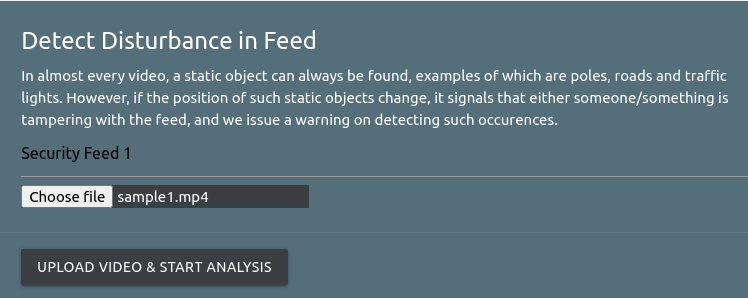 Detect Disturbance in Feed
In almost every video, a static object can always be found, examples of which are poles, roads and traffic
lights. However, if the position of such static objects change, it signals that either someone/something is
tampering with the feed, and we issue a warning on detecting such occurences.
Security Feed 1
Choose file sample1.mp4
UPLOAD VIDEO & START ANALYSIS